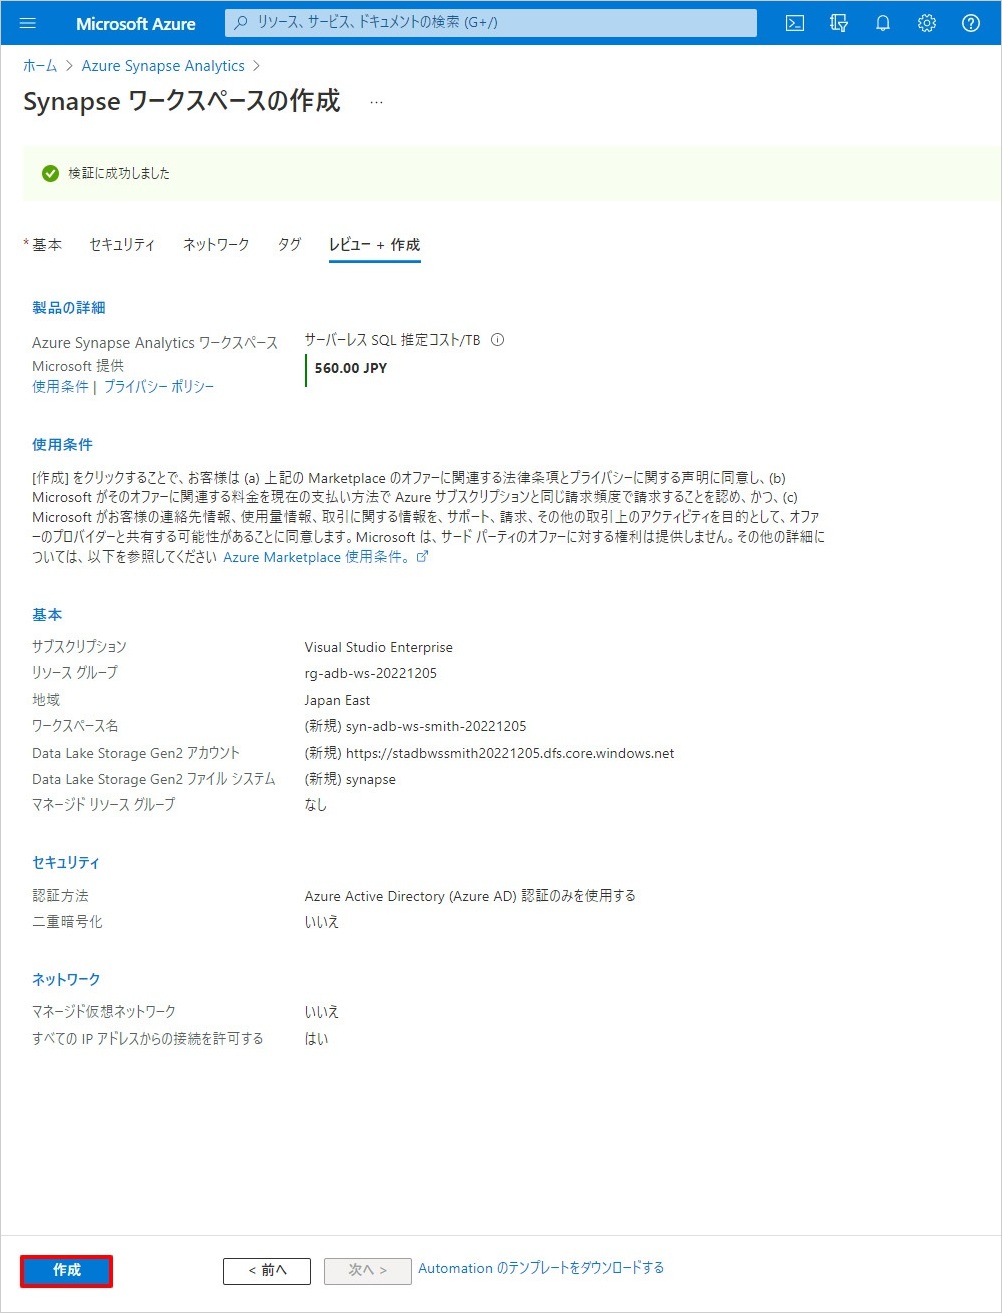 Microsoft Azure
リソース、サービス、ドキュメントの検索 (G+/)
ホーム > Azure Synapse Analytics >
Synapse ワークスペースの作成 ...
検証に成功しました
* 基本 セキュリティ ネットワーク タグ レビュー + 作成
製品の詳細
Azure Synapse Analytics ワークスペース
Microsoft 提供
使用条件 | プライバシー ポリシー
サーバーレス SQL 推定コスト/TB
560.00 JPY
使用条件
[作成] をクリックすることで、お客様は (a) 上記の Marketplace のオファーに関連する法律条項とプライバシーに関する声明に同意し、(b)
Microsoft がそのオファーに関連する料金を現在の支払い方法で Azure サブスクリプションと同じ請求頻度で請求することを認め、かつ、(c)
Microsoft がお客様の連絡先情報、使用量情報、取引に関する情報を、サポート、請求、その他の取引上のアクティビティを目的として、オファ
ーのプロバイダーと共有する可能性があることに同意します。Microsoft は、サード パーティのオファーに対する権利は提供しません。その他の詳細に
ついては、以下を参照してください Azure Marketplace 使用条件。
基本
サブスクリプション Visual Studio Enterprise
リソース グループ rg-adb-ws-20221205
地域 Japan East
ワークスペース名 (新規) syn-adb-ws-smith-20221205
Data Lake Storage Gen2 アカウント (新規) https://stadbwssmith20221205.dfs.core.windows.net
Data Lake Storage Gen2 ファイル システム (新規) synapse
マネージド リソース グループ なし
セキュリティ
認証方法 Azure Active Directory (Azure AD) 認証のみを使用する
二重暗号化 いいえ
ネットワーク
マネージド仮想ネットワーク いいえ
すべての IP アドレスからの接続を許可する はい
作成 < 前へ 次へ > Automation のテンプレートをダウンロードする